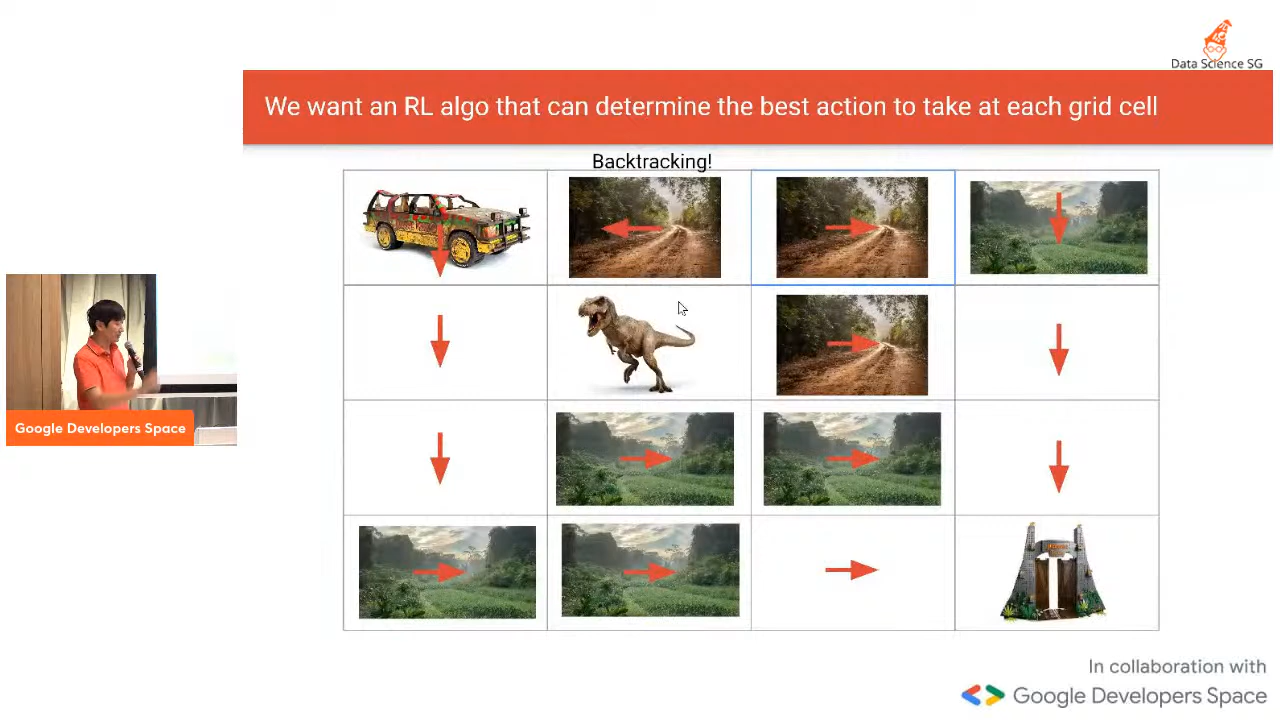 Data Science SG
We want an RL algo that can determine the best action to take at each grid cell
Backtracking!
Google Developers Space
In collaboration with
Google Developers Space